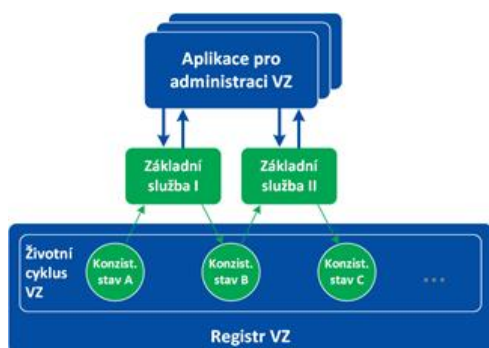 Aplikace pro
administraci VZ
Základní
služba I
Základní
služba II
Životní
cyklus
VZ
Konzist.
stav A
Konzist.
stav B
Konzist.
stav C
...
Registr VZ